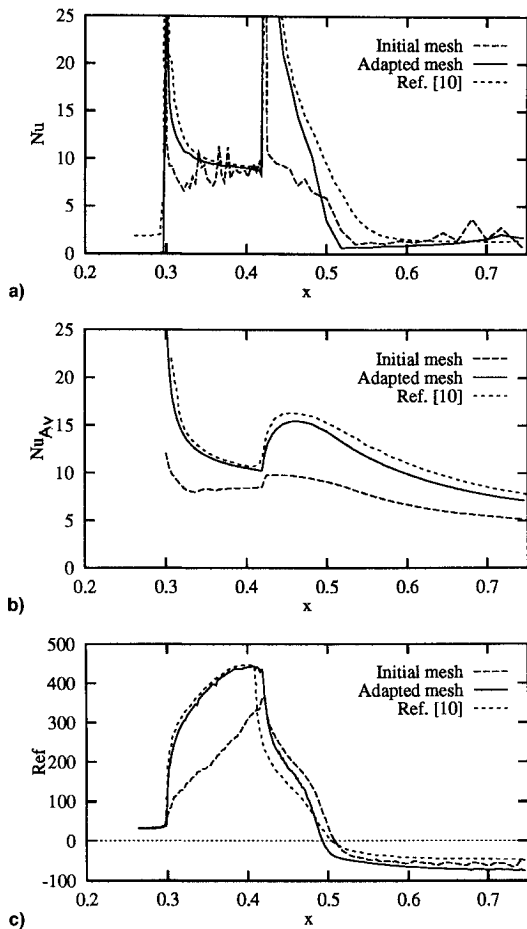 25
20
15
10
5
0
Nu
Initial mesh
Adapted mesh
Ref. [10]
0.2 0.3 0.4 0.5 0.6 0.7
x
a)
25
20
15
10
5
0
NuAv
Initial mesh
Adapted mesh
Ref. [10]
0.2 0.3 0.4 0.5 0.6 0.7
x
b)
500
400
300
200
100
0
-100
Ref
Initial mesh
Adapted mesh
Ref. [10]
0.2 0.3 0.4 0.5 0.6 0.7
x
c)